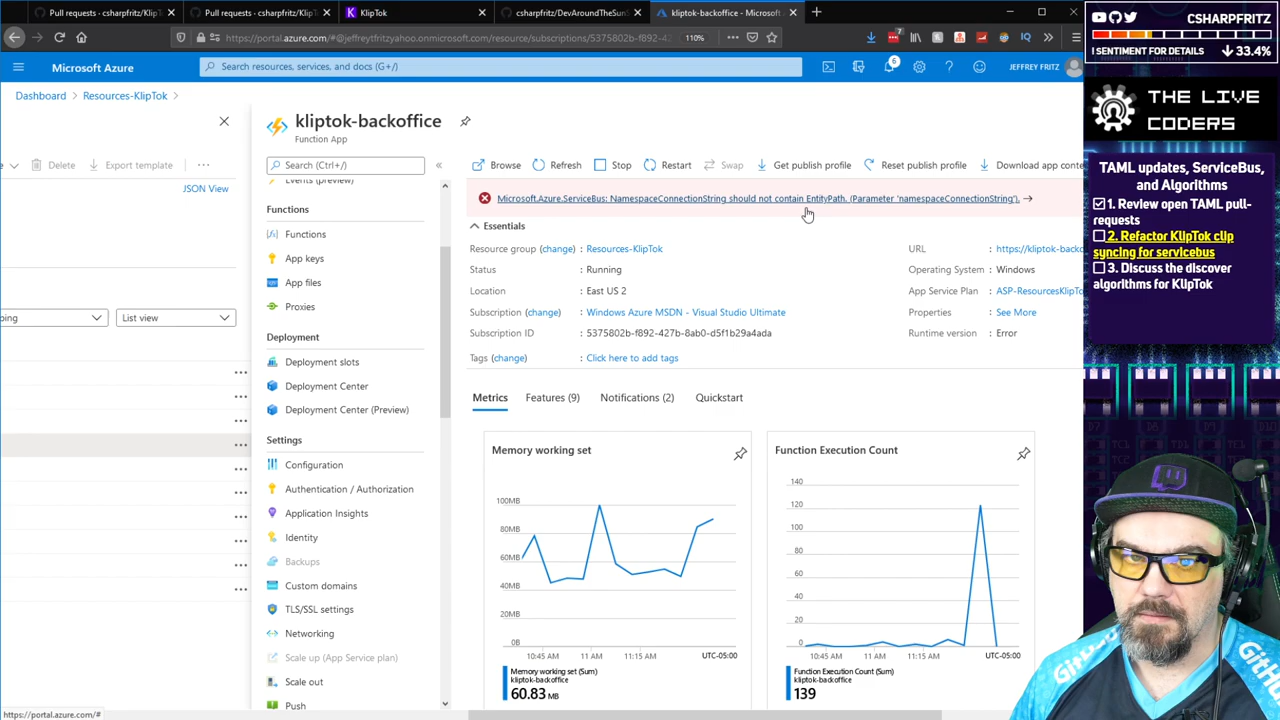 Pull requests · csharpfritz/KlipT
Pull requests · csharpfritz/KlipT
KlipTok
csharpfritz/DevAroundTheSun
kliptok-backoffice - Microsoft A
https://portal.azure.com/#@jeffreytfritzyahoo.onmicrosoft.com/resource/subscriptions/5375802b-f892-4
110%
Microsoft Azure
Search resources, services, and docs (G+/)
6
JEFFREY FRITZ
Dashboard > Resources-KlipTok >
kliptok-backoffice
Function App
Delete
Export template
JSON View
Search (Ctrl+/)
Events (preview)
Functions
Functions
App keys
App files
Proxies
Deployment
Deployment slots
Deployment Center
Deployment Center (Preview)
Settings
Configuration
Authentication / Authorization
Application Insights
Identity
Backups
Custom domains
TLS/SSL settings
Networking
Scale up (App Service plan)
Scale out
Push
ping
List view
Browse
Refresh
Stop
Restart
Swap
Get publish profile
Reset publish profile
Download app conte
Microsoft.Azure.ServiceBus: NamespaceConnectionString should not contain EntityPath. (Parameter 'namespaceConnectionString').
Essentials
Resource group (change) : Resources-KlipTok
Status : Running
Location : East US 2
Subscription (change) : Windows Azure MSDN - Visual Studio Ultimate
Subscription ID : 5375802b-f892-427b-8ab0-d5f1b29a4ada
Tags (change) : Click here to add tags
URL : https://kliptok-backo
Operating System : Windows
App Service Plan : ASP-ResourcesKlipTo
Properties : See More
Runtime version : Error
Metrics
Features (9)
Notifications (2)
Quickstart
Memory working set
100MB
80MB
60MB
40MB
20MB
0B
10:45 AM 11 AM 11:15 AM UTC-05:00
Memory working set (Sum)
kliptok-backoffice
60.83 MB
Function Execution Count
140
120
100
80
60
40
20
0
10:45 AM 11 AM 11:15 AM UTC-05:00
Function Execution Count (Sum)
kliptok-backoffice
139
https://portal.azure.com/#
CSHARPFRITZ
! SENTIMENT FOR DETAILS
33.4%
THE LIVE
CODERS
TAML updates, ServiceBus,
and Algorithms
1. Review open TAML pull-
requests
2. Refactor KlipTok clip
syncing for servicebus
3. Discuss the discover
algorithms for KlipTok
GitH